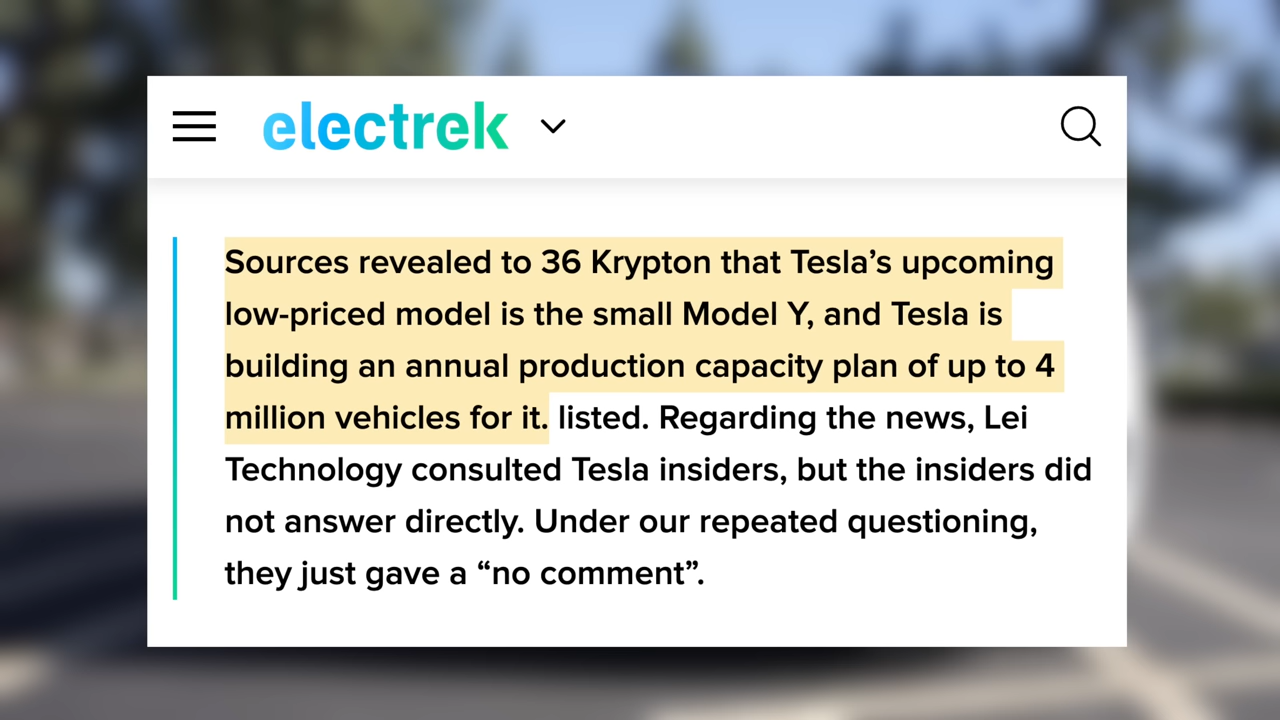 electrek
Sources revealed to 36 Krypton that Tesla’s upcoming
low-priced model is the small Model Y, and Tesla is
building an annual production capacity plan of up to 4
million vehicles for it. listed. Regarding the news, Lei
Technology consulted Tesla insiders, but the insiders did
not answer directly. Under our repeated questioning,
they just gave a “no comment”.